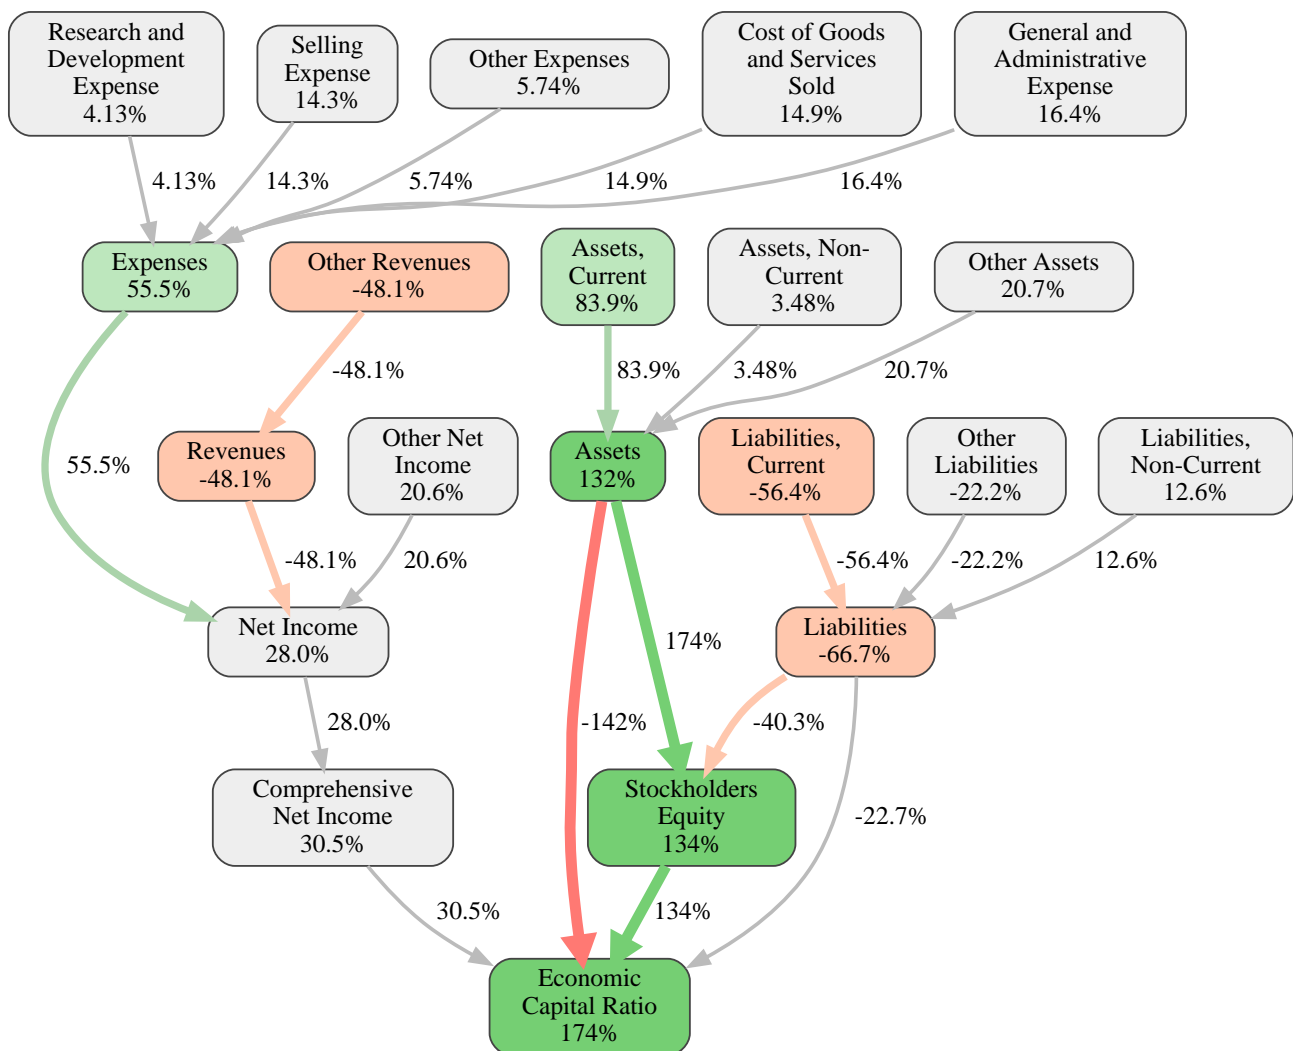 Research and
Development
Expense
4.13%
Selling
Expense
14.3%
Other Expenses
5.74%
Cost of Goods
and Services
Sold
14.9%
General and
Administrative
Expense
16.4%
4.13%
14.3%
5.74%
14.9%
16.4%
Expenses
55.5%
Other Revenues
-48.1%
Assets,
Current
83.9%
Assets, Non-
Current
3.48%
Other Assets
20.7%
-48.1%
83.9%
3.48%
20.7%
55.5%
Revenues
-48.1%
Other Net
Income
20.6%
Assets
132%
Liabilities,
Current
-56.4%
Other
Liabilities
-22.2%
Liabilities,
Non-Current
12.6%
-48.1%
20.6%
-56.4%
-22.2%
12.6%
Net Income
28.0%
174%
Liabilities
-66.7%
28.0%
-142%
-40.3%
Comprehensive
Net Income
30.5%
Stockholders
Equity
134%
-22.7%
30.5%
134%
Economic
Capital Ratio
174%